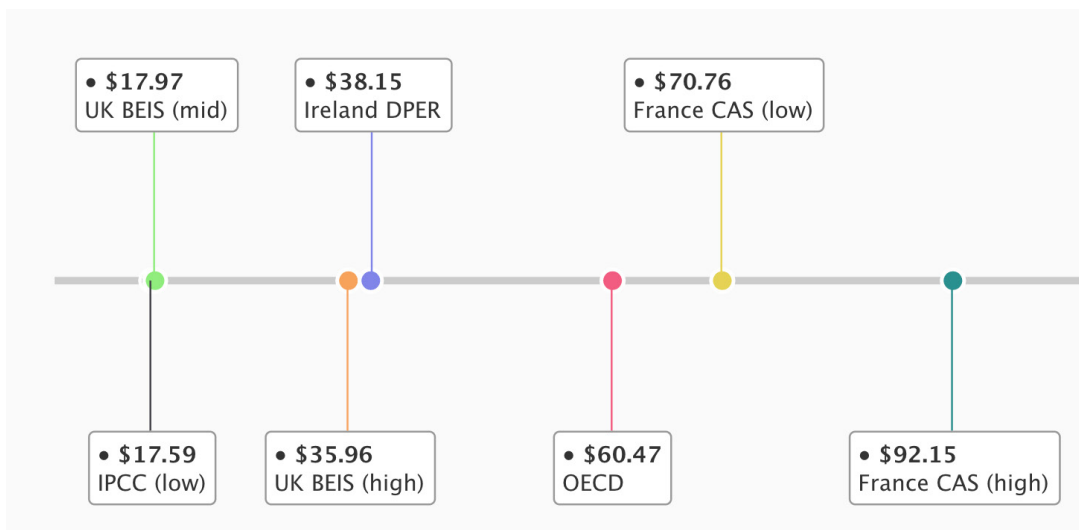 ● $17.97
UK BEIS (mid)
● $38.15
Ireland DPER
● $70.76
France CAS (low)
● $17.59
IPCC (low)
● $35.96
UK BEIS (high)
● $60.47
OECD
● $92.15
France CAS (high)